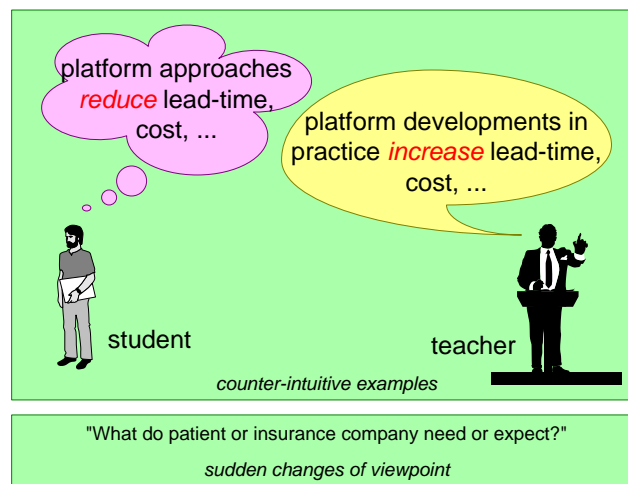 platform approaches
reduce lead-time,
cost, ...
platform developments in
practice increase lead-time,
cost, ...
student
teacher
counter-intuitive examples
"What do patient or insurance company need or expect?"
sudden changes of viewpoint